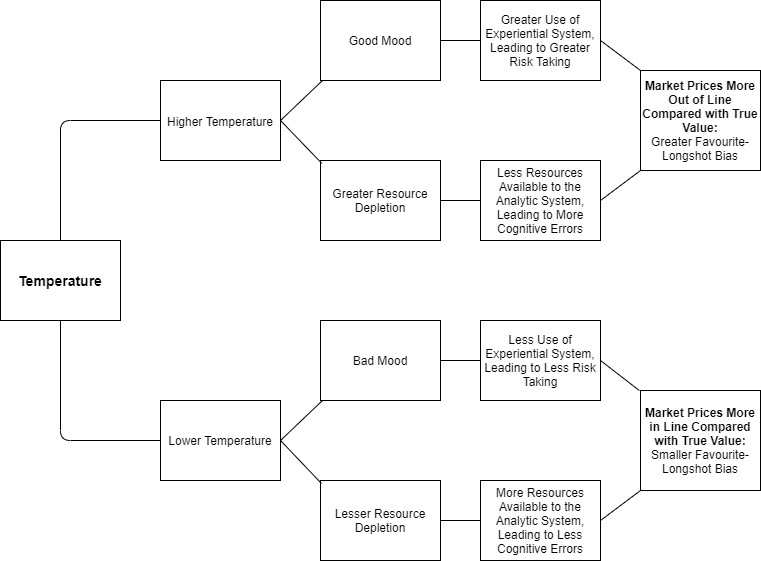 Good Mood
Greater Use of
Experiential System,
Leading to Greater
Risk Taking
Market Prices More
Out of Line
Compared with True
Value:
Greater Favourite-
Longshot Bias
Higher Temperature
Greater Resource
Depletion
Less Resources
Available to the
Analytic System,
Leading to More
Cognitive Errors
Temperature
Bad Mood
Less Use of
Experiential System,
Leading to Less Risk
Taking
Market Prices More
in Line Compared
with True Value:
Smaller Favourite-
Longshot Bias
Lower Temperature
Lesser Resource
Depletion
More Resources
Available to the
Analytic System,
Leading to Less
Cognitive Errors